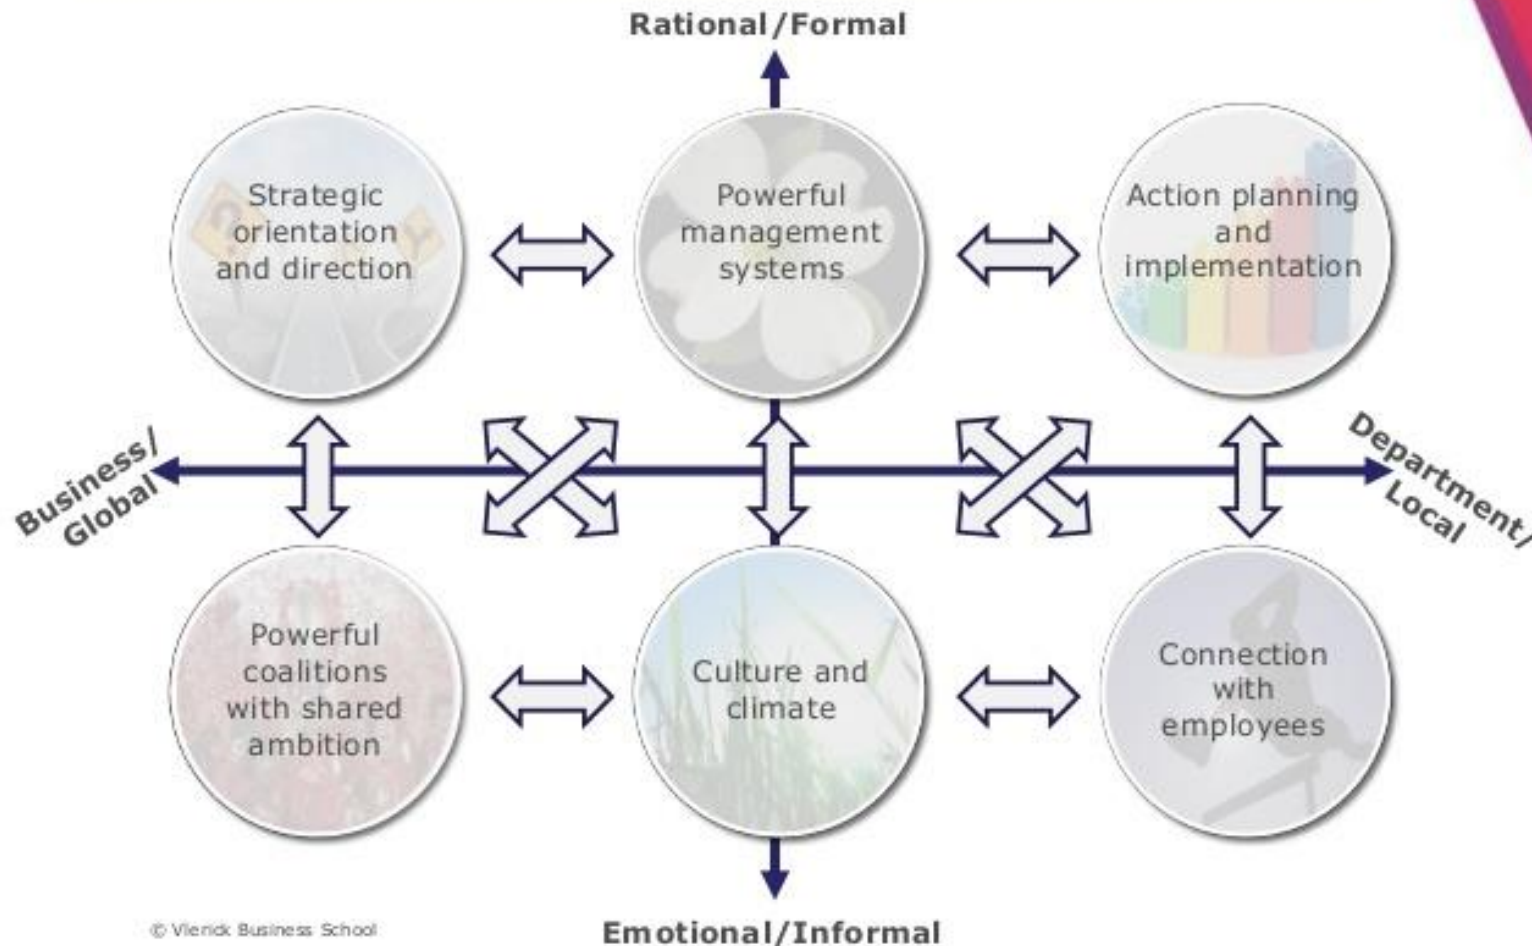 Rational/Formal
Strategic
orientation
and direction
Powerful
management
systems
Action planning
and
implementation
Business/
Global
Department/
Local
Powerful
coalitions
with shared
ambition
Culture and
climate
Connection
with
employees
© Vlerick Business School
Emotional/Informal